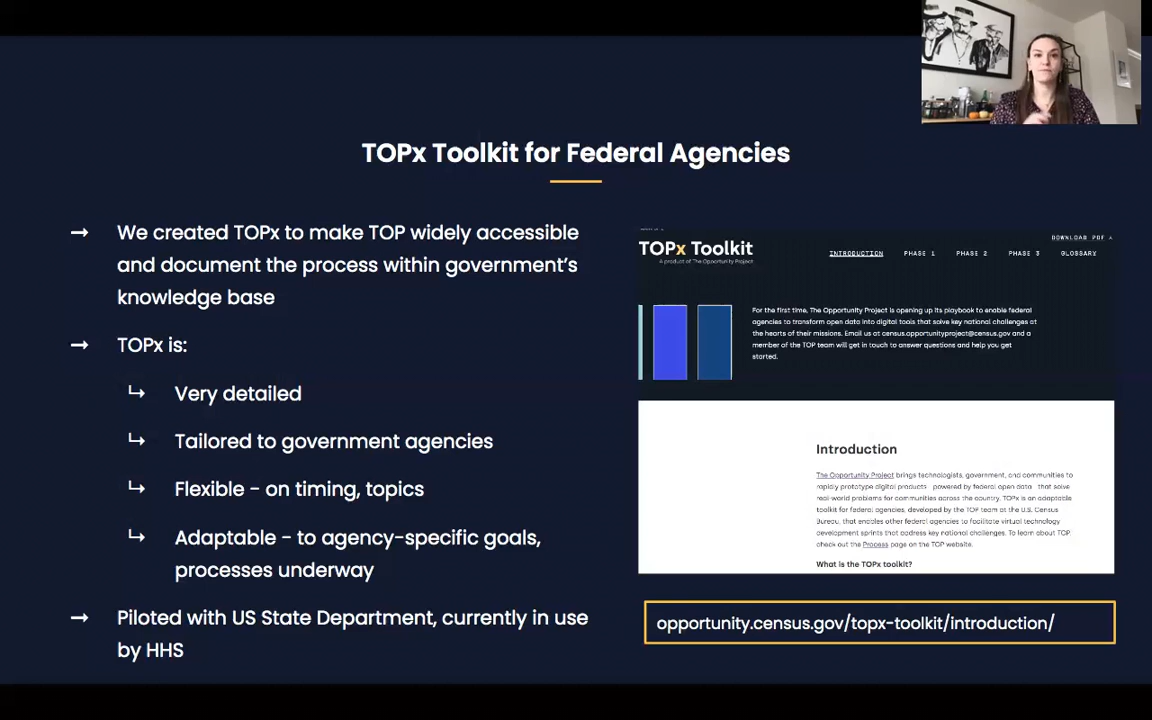 TOPx Toolkit for Federal Agencies
→ We created TOPx to make TOP widely accessible
and document the process within government's
knowledge base
→ TOPx is:
↳ Very detailed
↳ Tailored to government agencies
↳ Flexible - on timing, topics
↳ Adaptable - to agency-specific goals,
processes underway
→ Piloted with US State Department, currently in use
by HHS
DOWNLOAD PDF
TOPx Toolkit
A product of The Opportunity Project
INTRODUCTION PHASE 1 PHASE 2 PHASE 3 GLOSSARY
For the first time, The Opportunity Project is opening up its playbook to enable federal
agencies to transform open data into digital tools that solve key national challenges at
the hearts of their missions. Email us at census.opportunityproject@census.gov and a
member of the TOP team will get in touch to answer questions and help you get
started.
Introduction
The Opportunity Project brings technologists, government, and communities to
rapidly prototype digital products - powered by federal open data - that solve
real-world problems for communities across the country. TOPx is an adaptable
toolkit for federal agencies, developed by the TOP team at the U.S. Census
Bureau, that enables other federal agencies to facilitate virtual technology
development sprints that address key national challenges. To learn about TOP,
check out the Process page on the TOP website.
What is the TOPx toolkit?
opportunity.census.gov/topx-toolkit/introduction/